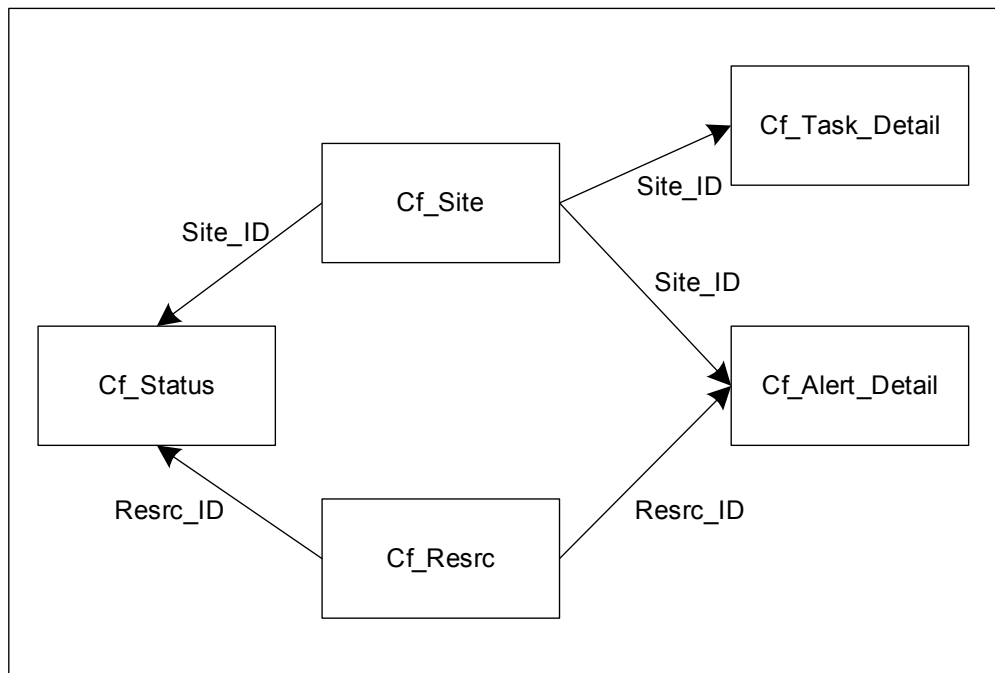 Cf_Task_Detail
Cf_Site
Site_ID
Site_ID
Site_ID
Cf_Status
Cf_Alert_Detail
Resrc_ID
Resrc_ID
Cf_Resrc